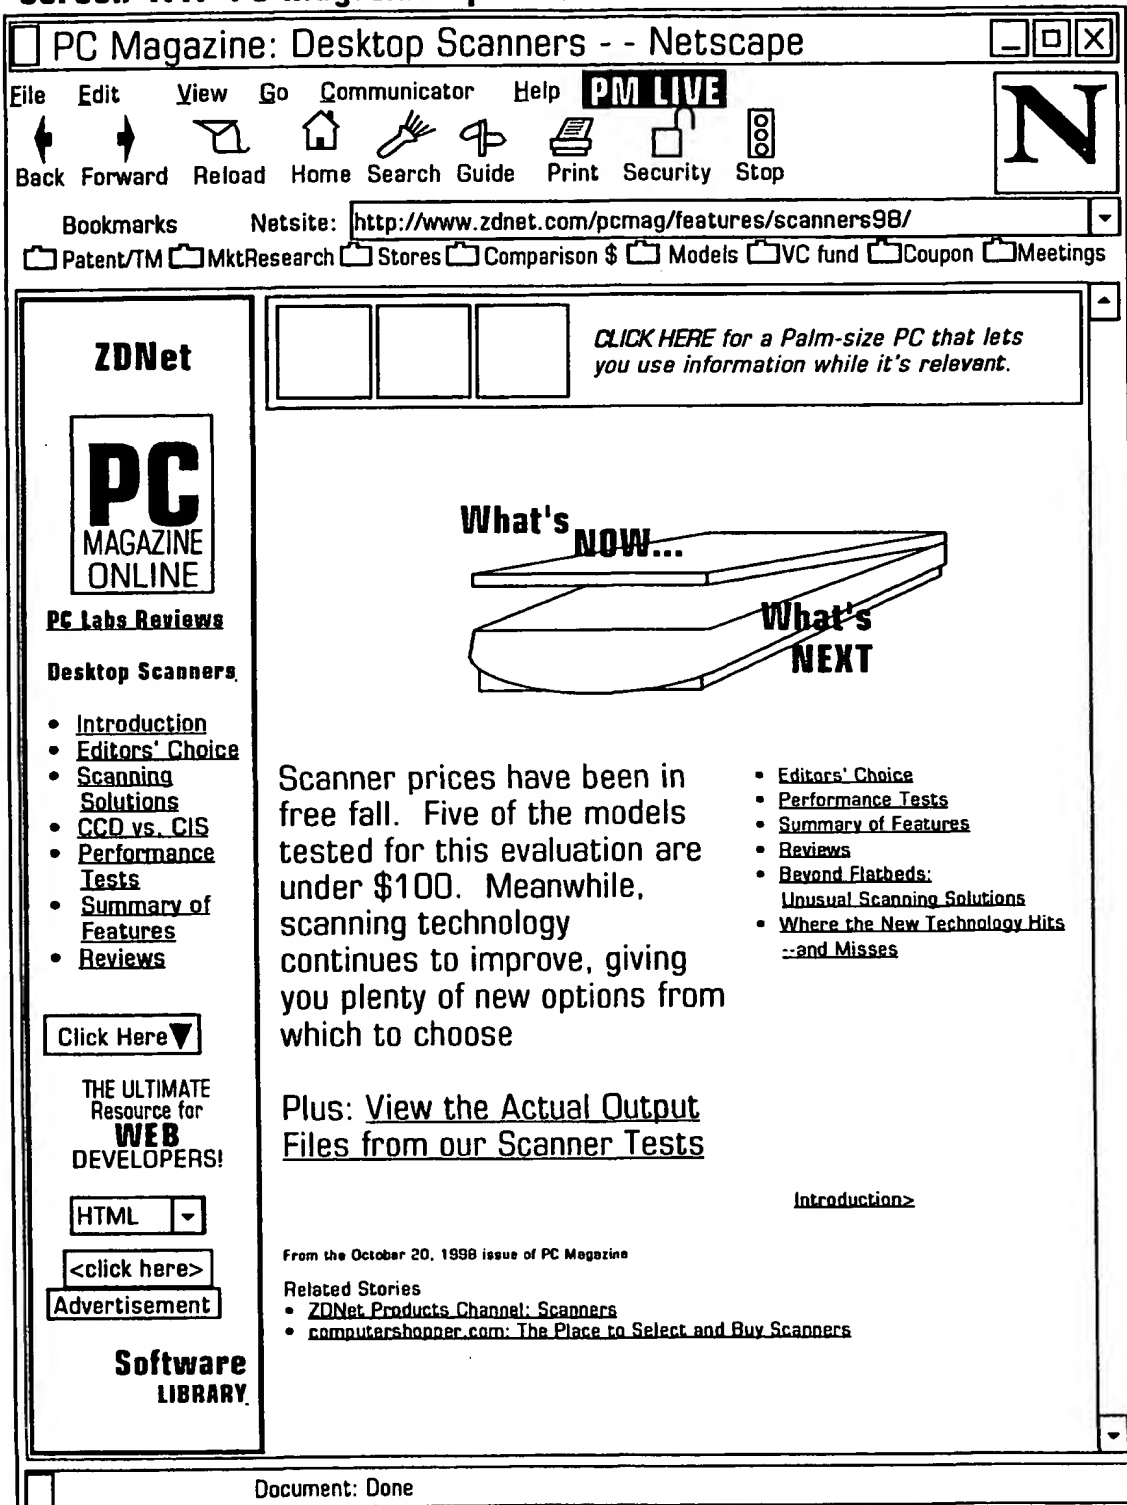 PC Magazine: Desktop Scanners - - Netscape
File Edit View Go Communicator Help PM LIVE
N
Back Forward Reload Home Search Guide Print Security Stop
Bookmarks Netsite: http://www.zdnet.com/pcmag/features/scanners98/
Patent/TM MktResearch Stores Comparison $ Models VC fund Coupon Meetings
ZDNet
PC
MAGAZINE
ONLINE
PC Labs Reviews
Desktop Scanners
• Introduction
• Editors' Choice
• Scanning
Solutions
• CCD vs. CIS
• Performance
Tests
• Summary of
Features
• Reviews
Click Here
THE ULTIMATE
Resource for
WEB
DEVELOPERS!
HTML
<click here>
Advertisement
Software
LIBRARY
CLICK HERE for a Palm-size PC that lets
you use information while it's relevant.
What's
NOW...
What's
NEXT
Scanner prices have been in
free fall. Five of the models
tested for this evaluation are
under $100. Meanwhile,
scanning technology
continues to improve, giving
you plenty of new options from
which to choose
Plus: View the Actual Output
Files from our Scanner Tests
• Editors' Choice
• Performance Tests
• Summary of Features
• Reviews
• Beyond Flatbeds:
Unusual Scanning Solutions
• Where the New Technology Hits
--and Misses
Introduction>
From the October 20, 1998 issue of PC Magazine
Related Stories
• ZDNet Products Channel: Scanners
• computershopper.com: The Place to Select and Buy Scanners
Document: Done